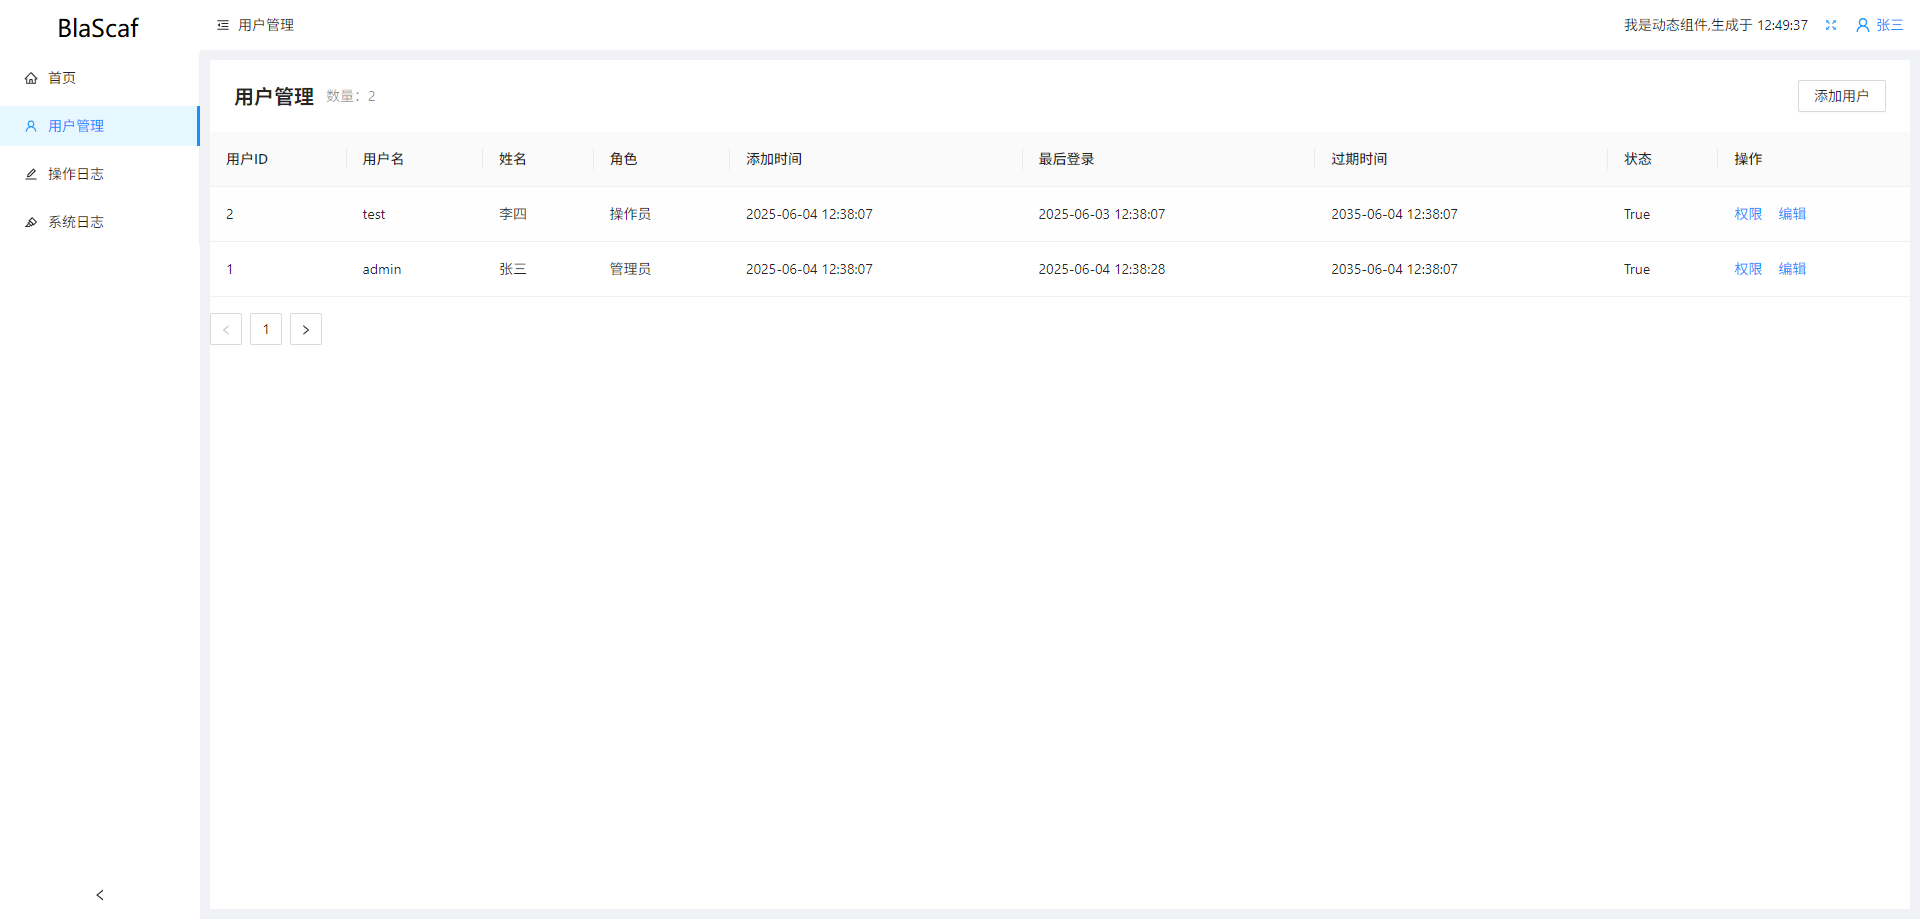 BlaScaf
首页
用户管理
操作日志
系统日志
用户管理
我是动态组件,生成于 12:49:37
张三
用户管理 数量：2
添加用户
用户ID 用户名 姓名 角色 添加时间 最后登录 过期时间 状态 操作
2 test 李四 操作员 2025-06-04 12:38:07 2025-06-03 12:38:07 2035-06-04 12:38:07 True 权限 编辑
1 admin 张三 管理员 2025-06-04 12:38:07 2025-06-04 12:38:28 2035-06-04 12:38:07 True 权限 编辑
1